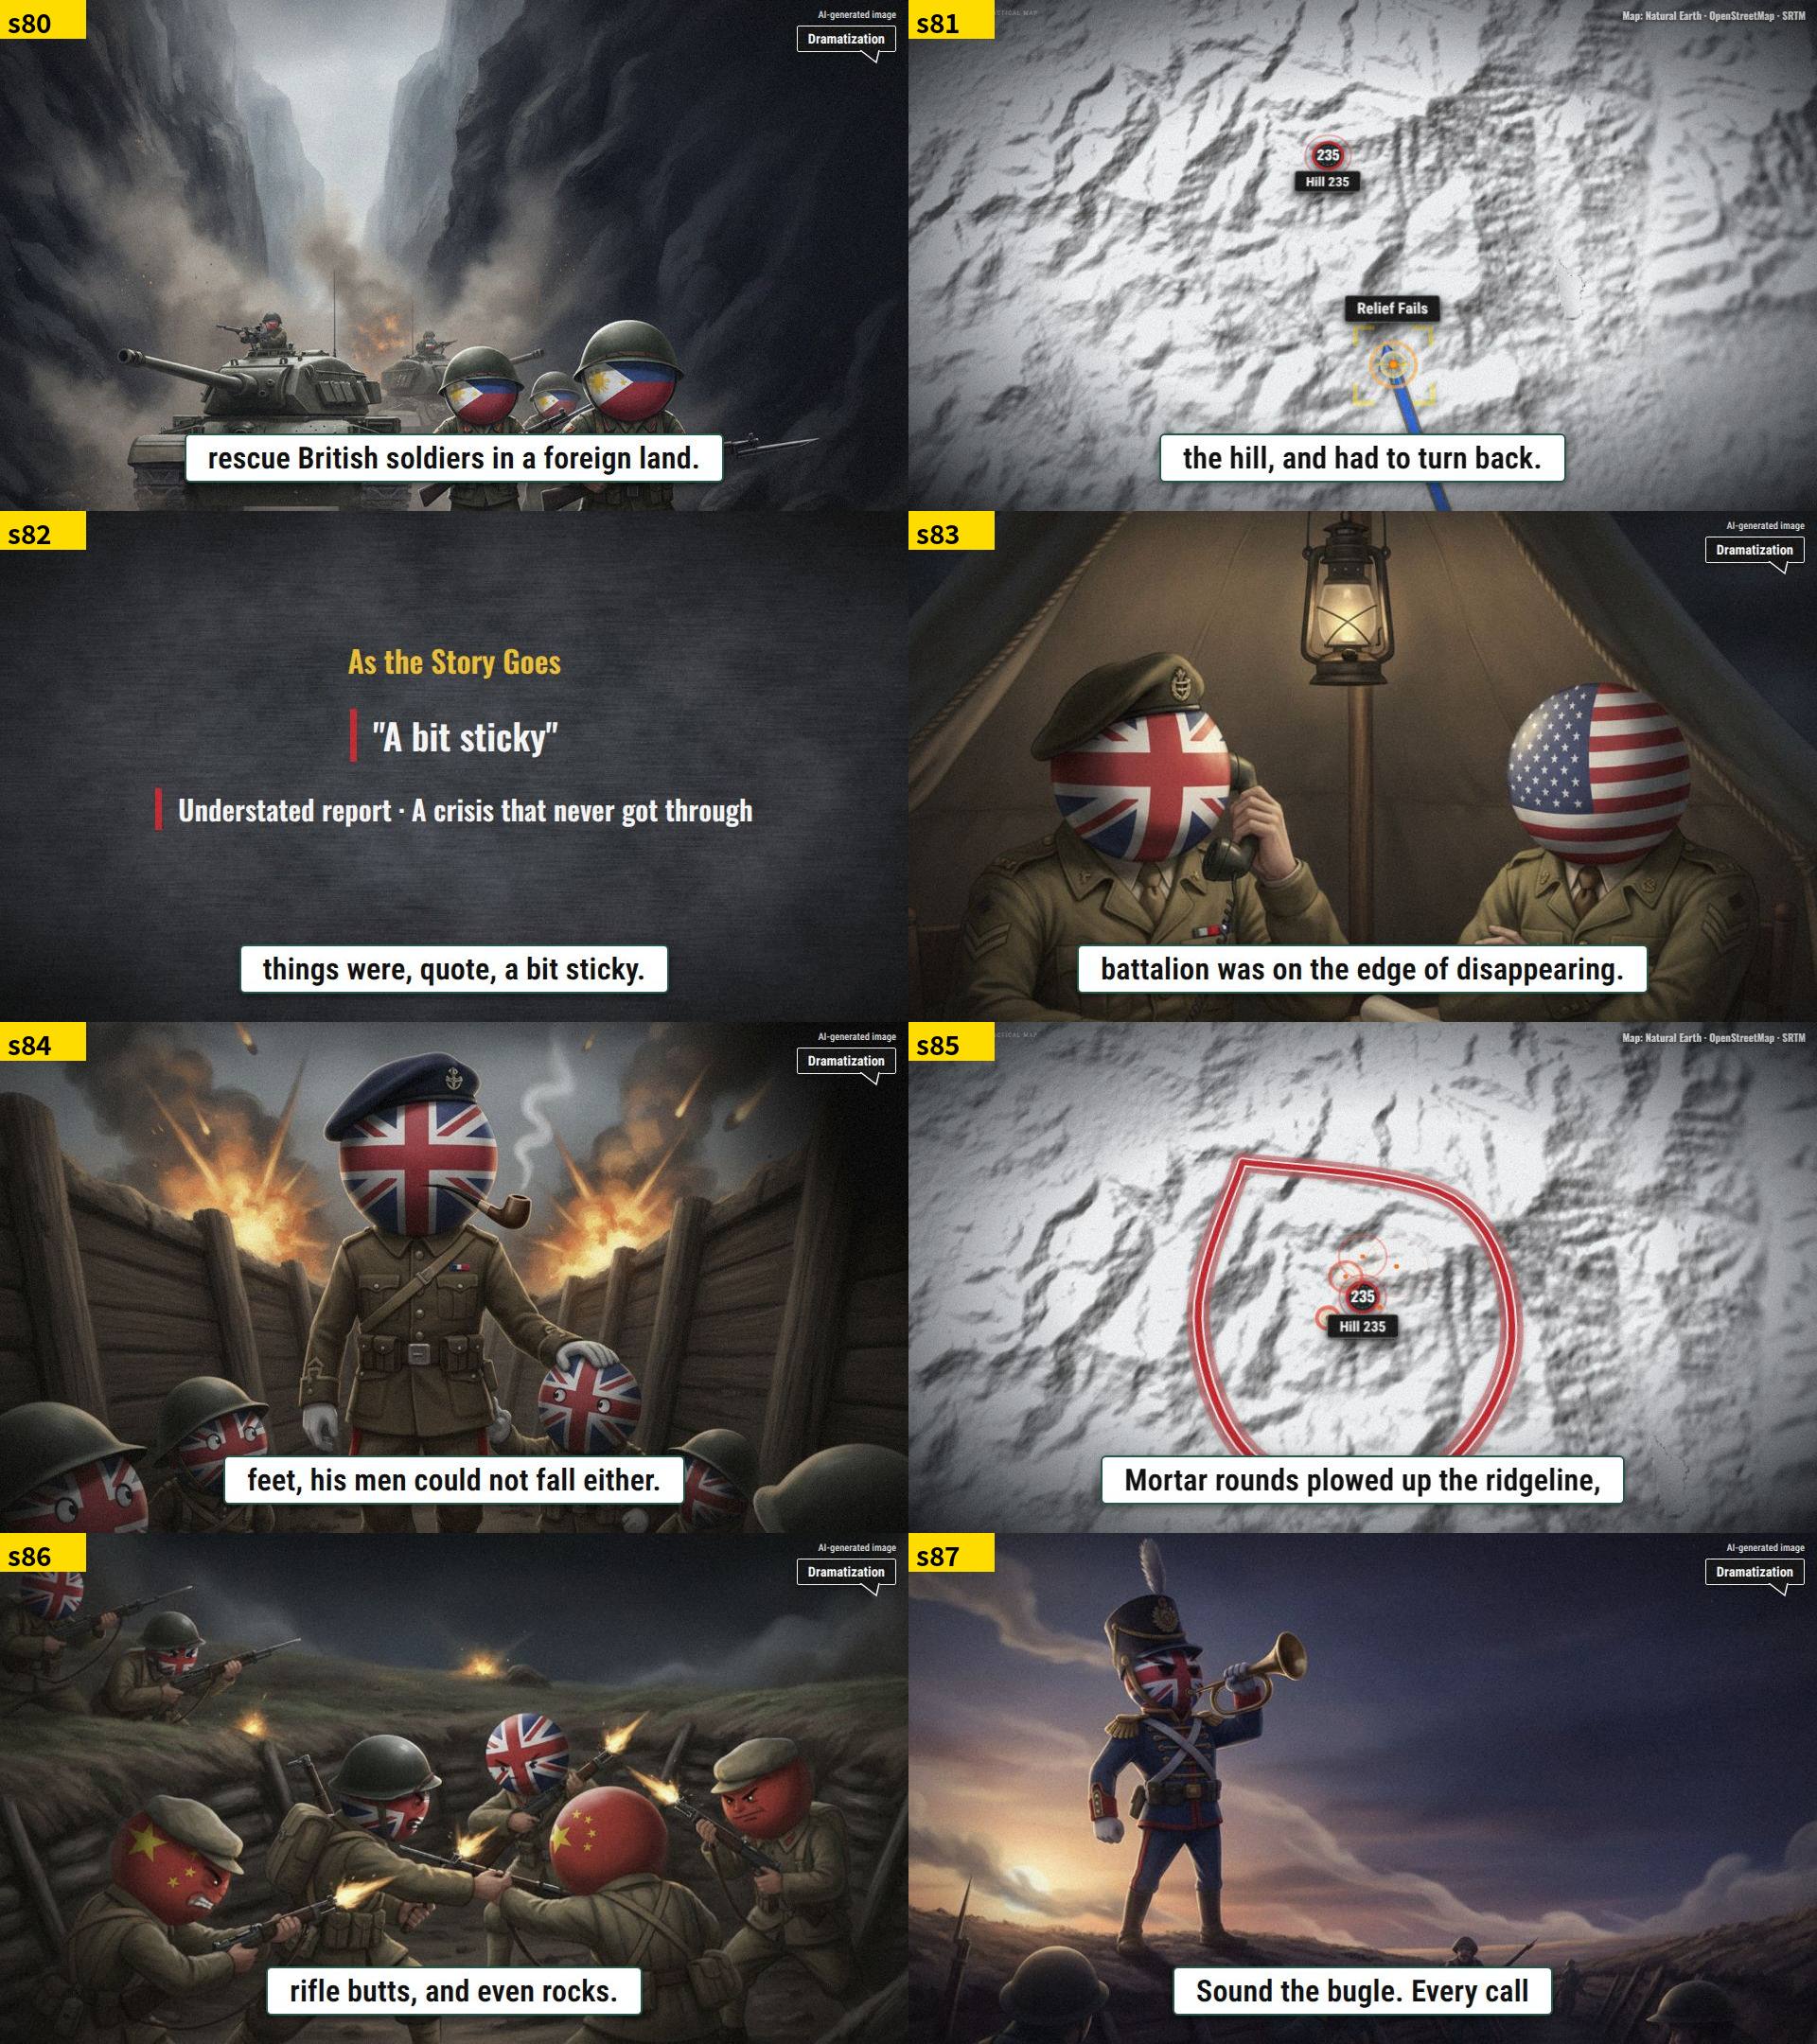 s80
AI-generated image
Dramatization
rescue British soldiers in a foreign land.
s81
Map: Natural Earth · OpenStreetMap · SRTM
235
Hill 235
Relief Fails
the hill, and had to turn back.
s82
As the Story Goes
"A bit sticky"
Understated report · A crisis that never got through
things were, quote, a bit sticky.
s83
AI-generated image
Dramatization
battalion was on the edge of disappearing.
s84
AI-generated image
Dramatization
feet, his men could not fall either.
s85
Map: Natural Earth · OpenStreetMap · SRTM
235
Hill 235
Mortar rounds plowed up the ridgeline,
s86
AI-generated image
Dramatization
rifle butts, and even rocks.
s87
AI-generated image
Dramatization
Sound the bugle. Every call